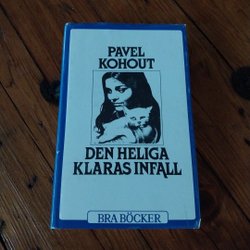 PAVEL
KOHOUT
DEN HELIGA
KLARAS INFALL
BRA BÖCKER